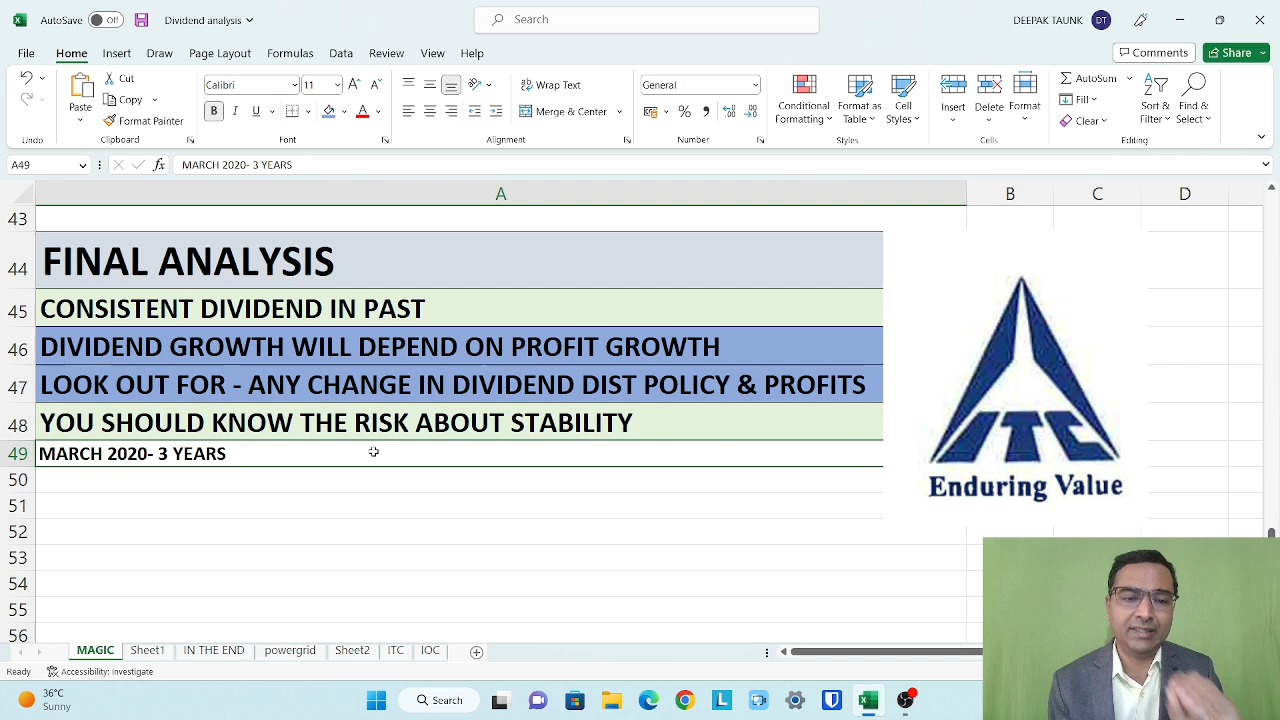 AutoSave Off Dividend analysis Search DEEPAK TAUNK DT
File Home Insert Draw Page Layout Formulas Data Review View Help Comments Share
Paste Cut Calibri 11 Wrap Text General Conditional Formatting Format as Table Cell Styles Insert Delete Format AutoSum Sort & Filter Find & Select
Copy Fill
Format Painter B I U A Merge & Center % Clear
Undo Clipboard Font Alignment Number Styles Cells Editing
A49 fx MARCH 2020- 3 YEARS
A B C D
43
44 FINAL ANALYSIS
45 CONSISTENT DIVIDEND IN PAST
46 DIVIDEND GROWTH WILL DEPEND ON PROFIT GROWTH
47 LOOK OUT FOR - ANY CHANGE IN DIVIDEND DIST POLICY & PROFITS
48 YOU SHOULD KNOW THE RISK ABOUT STABILITY
49 MARCH 2020- 3 YEARS
50
51
52
53
54
55
56
ITC
Enduring Value
MAGIC Sheet1 IN THE END powergrid Sheet2 ITC IOC
Ready Accessibility: Investigate
36°C
Sunny
Search